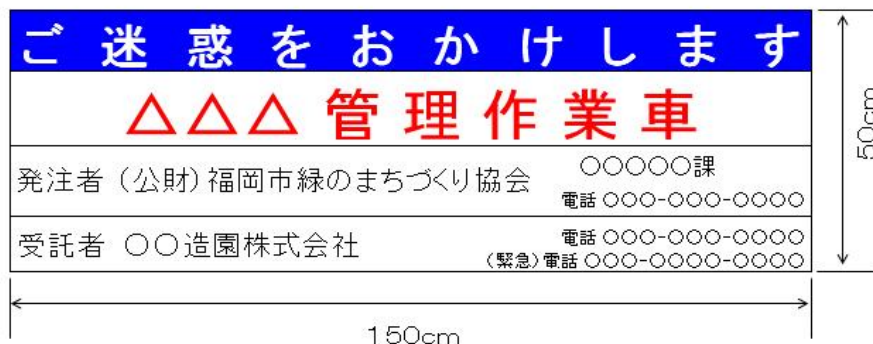 ご迷惑をおかけします
△△△管理作業車
発注者（公財）福岡市緑のまちづくり協会 ○○○○○課
電話 ○○○-○○○-○○○○
受託者 ○○造園株式会社 電話 ○○○-○○○-○○○○
（緊急）電話 ○○○-○○○○-○○○○
50cm
150cm